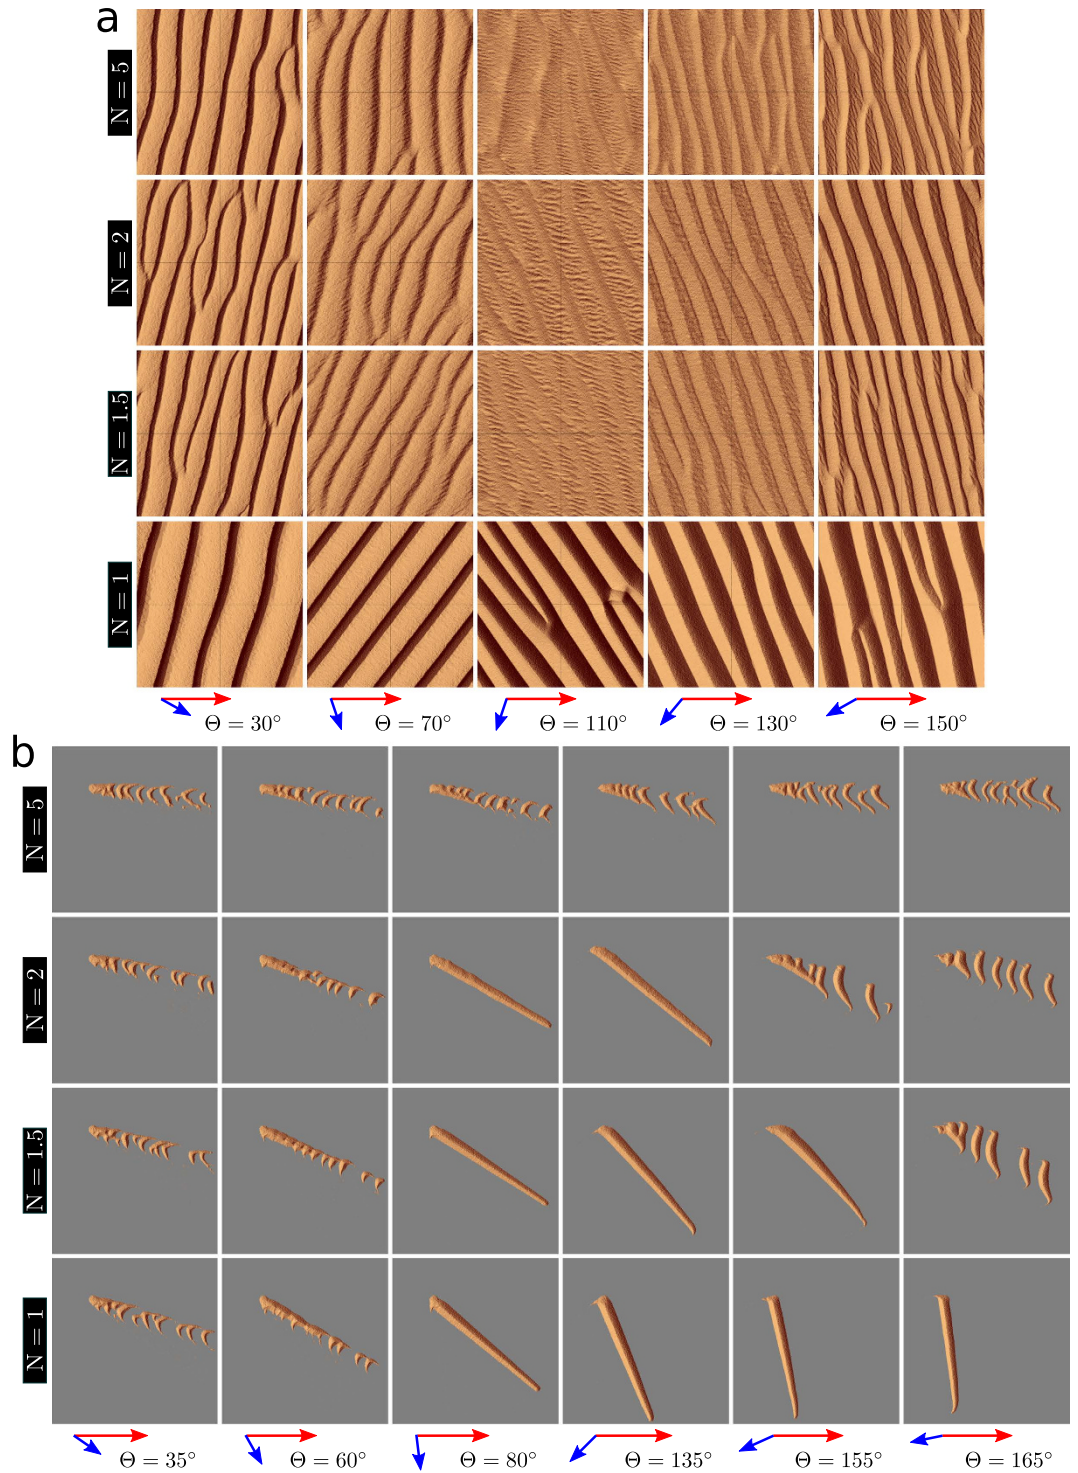 a
N = 5
N = 2
N = 1.5
N = 1
Θ = 30° Θ = 70° Θ = 110° Θ = 130° Θ = 150°
b
N = 5
N = 2
N = 1.5
N = 1
Θ = 35° Θ = 60° Θ = 80° Θ = 135° Θ = 155° Θ = 165°